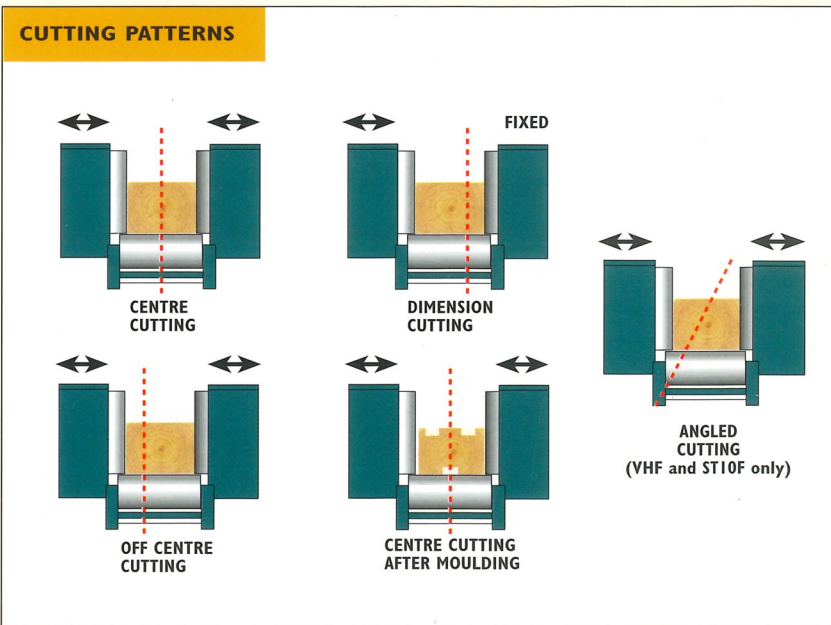 CUTTING PATTERNS
FIXED
CENTRE
CUTTING
DIMENSION
CUTTING
ANGLED
CUTTING
(VHF and ST10F only)
OFF CENTRE
CUTTING
CENTRE CUTTING
AFTER MOULDING